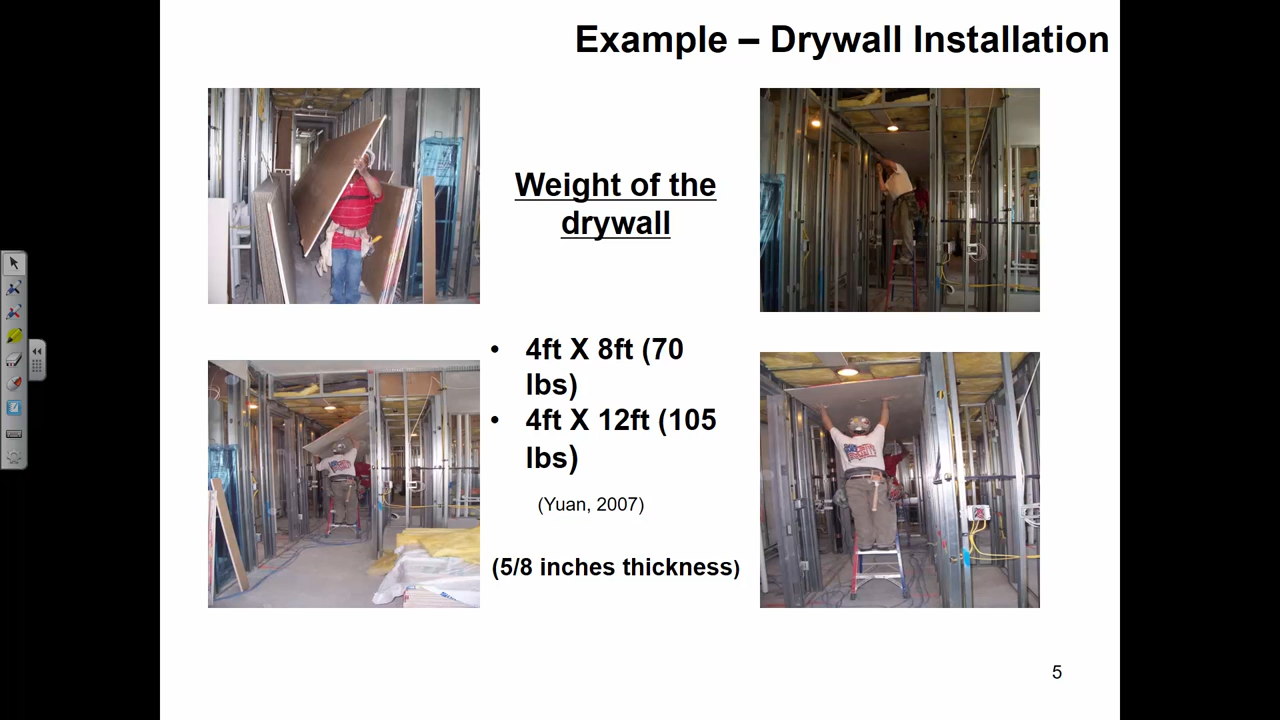 Example – Drywall Installation
Weight of the
drywall
• 4ft X 8ft (70
lbs)
• 4ft X 12ft (105
lbs)
(Yuan, 2007)
(5/8 inches thickness)
5